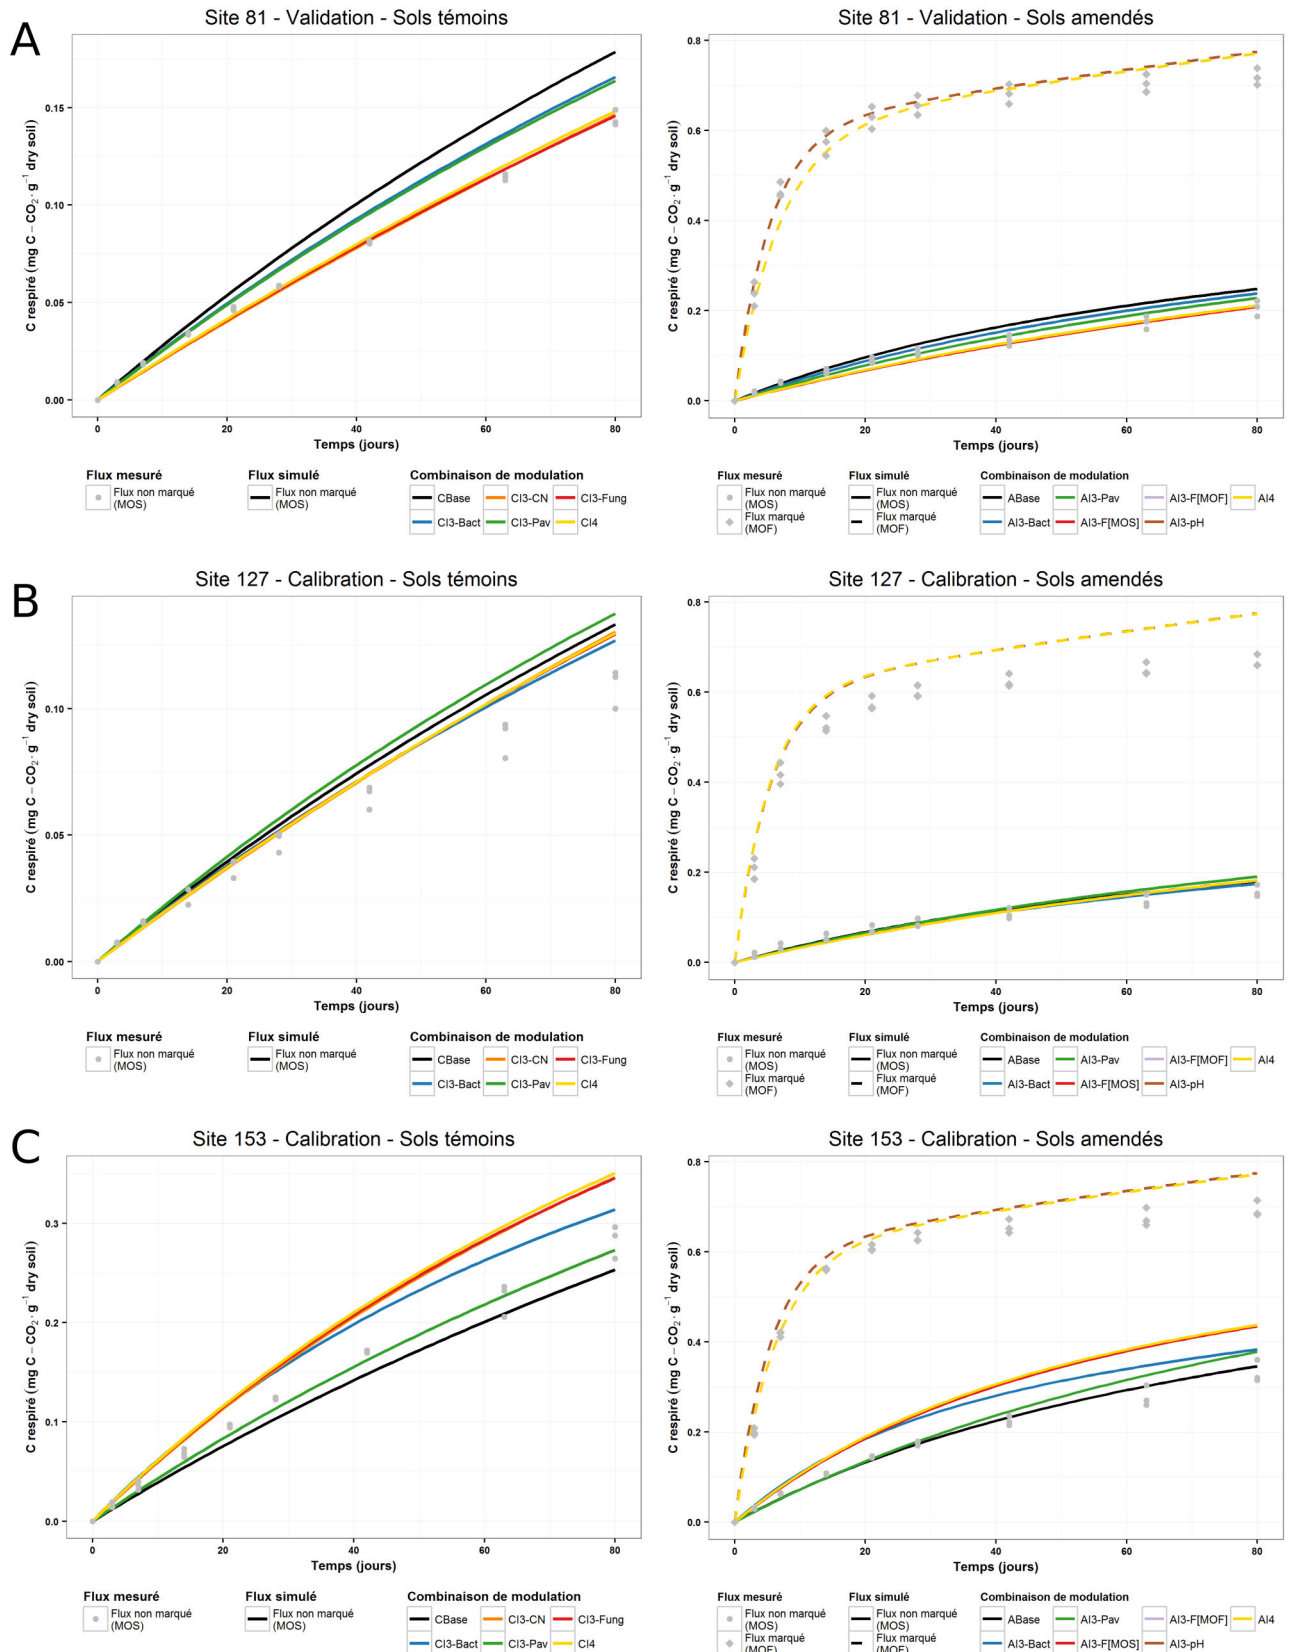 A
Site 81 - Validation - Sols témoins
C respiré (mg C − CO₂· g⁻¹ dry soil)
0.15
0.10
0.05
0.00
0 20 40 60 80
Temps (jours)
Flux mesuré
Flux non marqué
(MOS)
Flux simulé
Flux non marqué
(MOS)
Combinaison de modulation
CBase CI3-CN CI3-Fung
CI3-Bact CI3-Pav CI4
Site 81 - Validation - Sols amendés
C respiré (mg C − CO₂· g⁻¹ dry soil)
0.8
0.6
0.4
0.2
0.0
0 20 40 60 80
Temps (jours)
Flux mesuré
Flux non marqué
(MOS)
Flux marqué
(MOF)
Flux simulé
Flux non marqué
(MOS)
Flux marqué
(MOF)
Combinaison de modulation
ABase AI3-Pav AI3-F[MOF] AI4
AI3-Bact AI3-F[MOS] AI3-pH
B
Site 127 - Calibration - Sols témoins
C respiré (mg C − CO₂· g⁻¹ dry soil)
0.10
0.05
0.00
0 20 40 60 80
Temps (jours)
Flux mesuré
Flux non marqué
(MOS)
Flux simulé
Flux non marqué
(MOS)
Combinaison de modulation
CBase CI3-CN CI3-Fung
CI3-Bact CI3-Pav CI4
Site 127 - Calibration - Sols amendés
C respiré (mg C − CO₂· g⁻¹ dry soil)
0.8
0.6
0.4
0.2
0.0
0 20 40 60 80
Temps (jours)
Flux mesuré
Flux non marqué
(MOS)
Flux marqué
(MOF)
Flux simulé
Flux non marqué
(MOS)
Flux marqué
(MOF)
Combinaison de modulation
ABase AI3-Pav AI3-F[MOF] AI4
AI3-Bact AI3-F[MOS] AI3-pH
C
Site 153 - Calibration - Sols témoins
C respiré (mg C − CO₂· g⁻¹ dry soil)
0.3
0.2
0.1
0.0
0 20 40 60 80
Temps (jours)
Flux mesuré
Flux non marqué
(MOS)
Flux simulé
Flux non marqué
(MOS)
Combinaison de modulation
CBase CI3-CN CI3-Fung
CI3-Bact CI3-Pav CI4
Site 153 - Calibration - Sols amendés
C respiré (mg C − CO₂· g⁻¹ dry soil)
0.8
0.6
0.4
0.2
0.0
0 20 40 60 80
Temps (jours)
Flux mesuré
Flux non marqué
(MOS)
Flux marqué
(MOF)
Flux simulé
Flux non marqué
(MOS)
Flux marqué
(MOF)
Combinaison de modulation
ABase AI3-Pav AI3-F[MOF] AI4
AI3-Bact AI3-F[MOS] AI3-pH